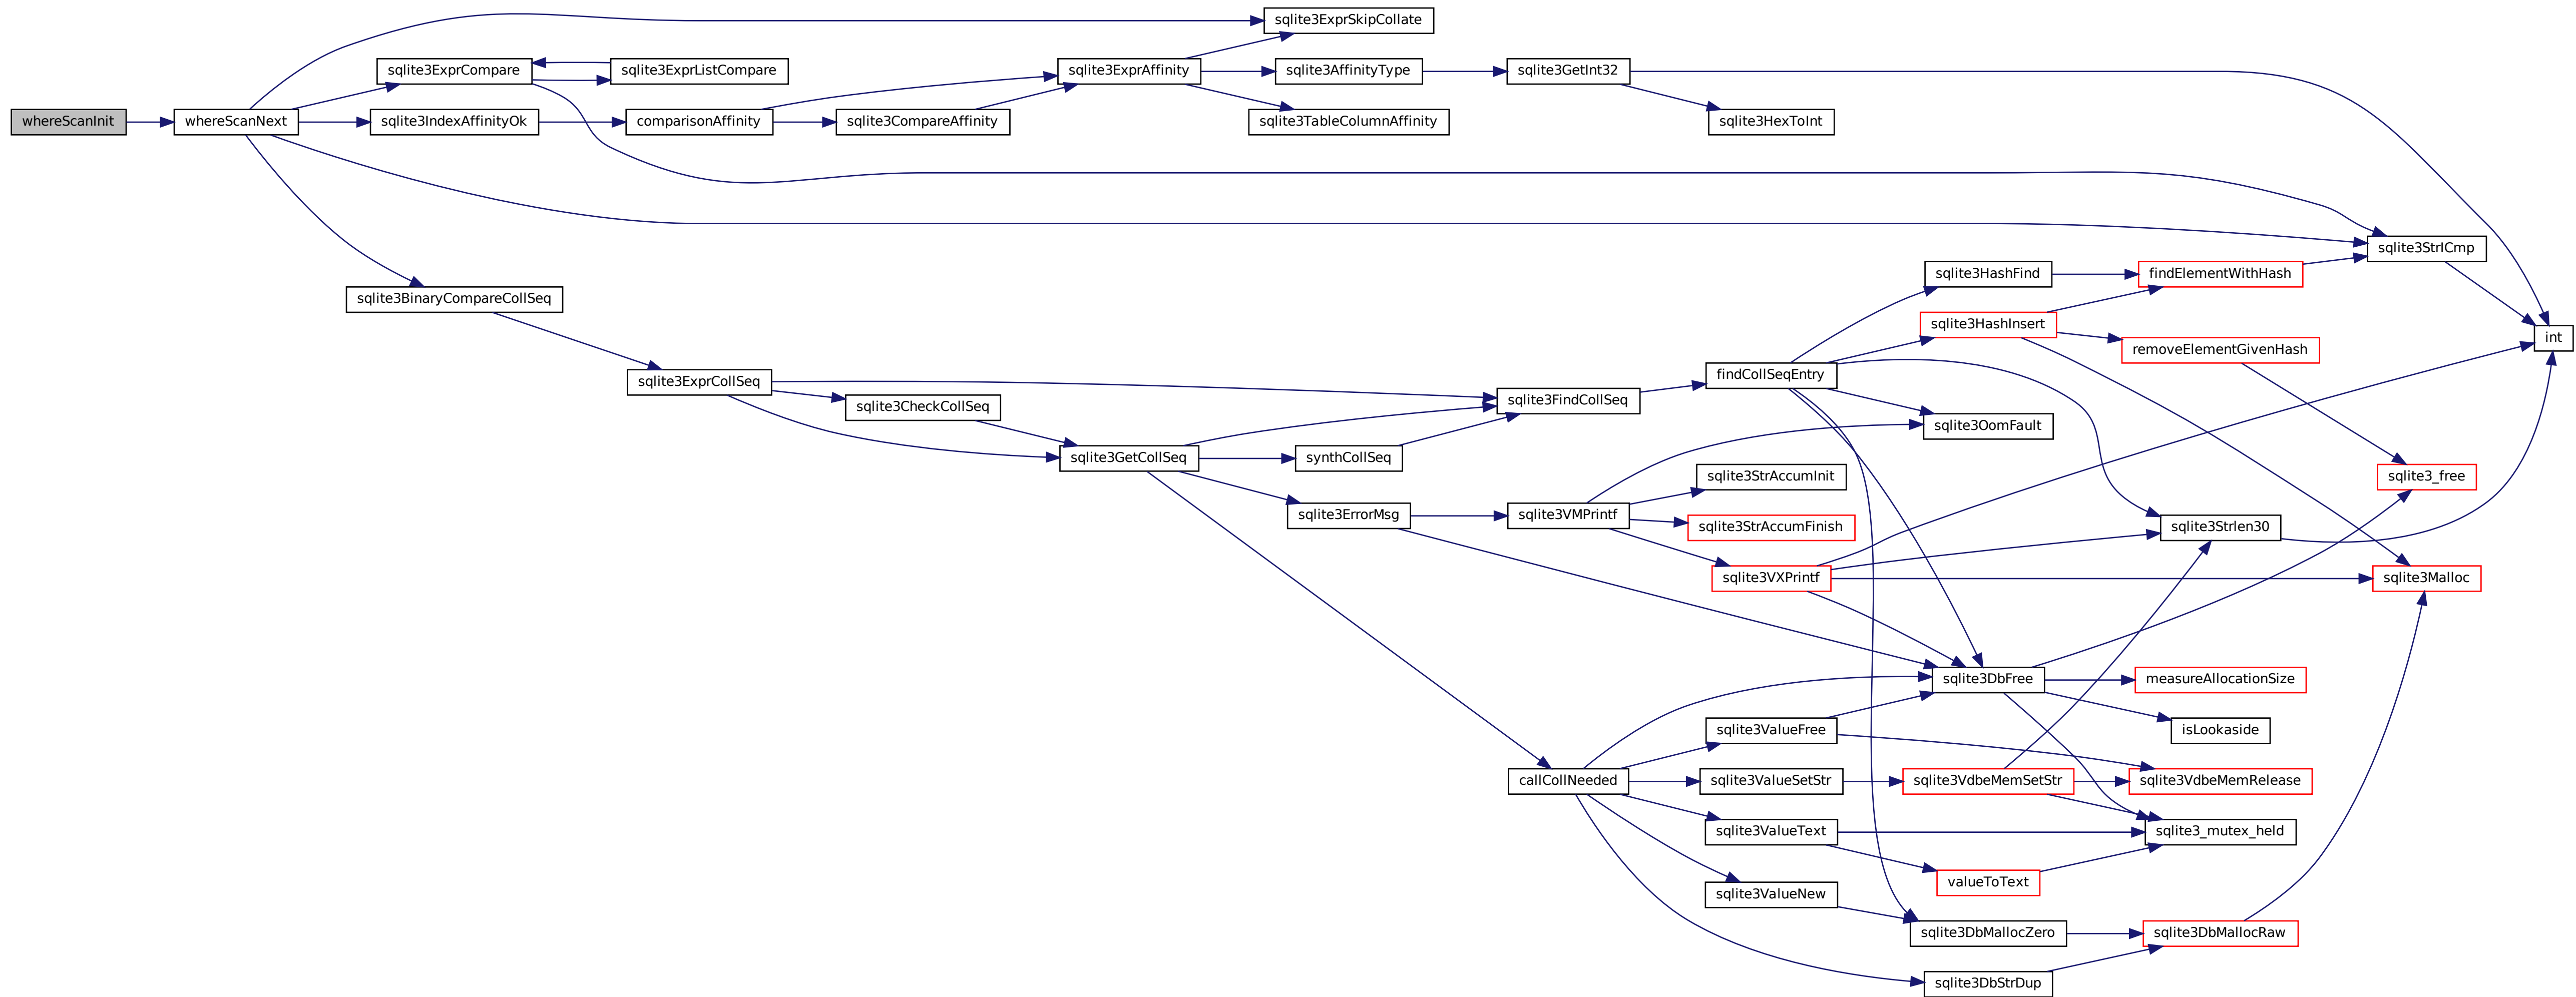 sqlite3ExprSkipCollate
sqlite3ExprCompare
sqlite3ExprListCompare
sqlite3ExprAffinity
sqlite3AffinityType
sqlite3GetInt32
whereScanInit
whereScanNext
sqlite3IndexAffinityOk
comparisonAffinity
sqlite3CompareAffinity
sqlite3TableColumnAffinity
sqlite3HexToInt
sqlite3StrICmp
sqlite3HashFind
findElementWithHash
sqlite3BinaryCompareCollSeq
sqlite3HashInsert
int
removeElementGivenHash
findCollSeqEntry
sqlite3ExprCollSeq
sqlite3FindCollSeq
sqlite3CheckCollSeq
sqlite3OomFault
sqlite3GetCollSeq
synthCollSeq
sqlite3StrAccumInit
sqlite3_free
sqlite3ErrorMsg
sqlite3VMPrintf
sqlite3StrAccumFinish
sqlite3Strlen30
sqlite3VXPrintf
sqlite3Malloc
sqlite3DbFree
measureAllocationSize
sqlite3ValueFree
isLookaside
callCollNeeded
sqlite3ValueSetStr
sqlite3VdbeMemSetStr
sqlite3VdbeMemRelease
sqlite3ValueText
sqlite3_mutex_held
valueToText
sqlite3ValueNew
sqlite3DbMallocZero
sqlite3DbMallocRaw
sqlite3DbStrDup